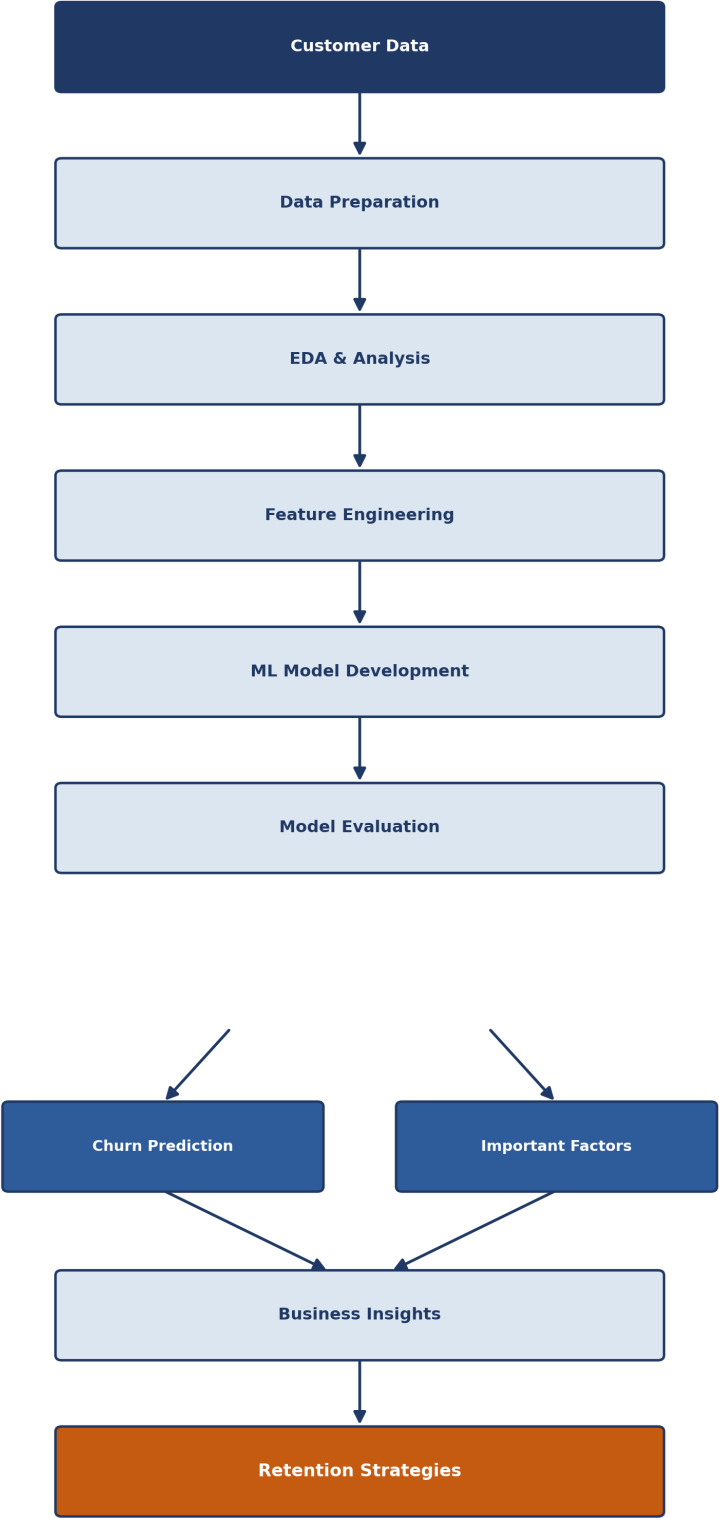 Customer Data
Data Preparation
EDA & Analysis
Feature Engineering
ML Model Development
Model Evaluation
Churn Prediction
Important Factors
Business Insights
Retention Strategies